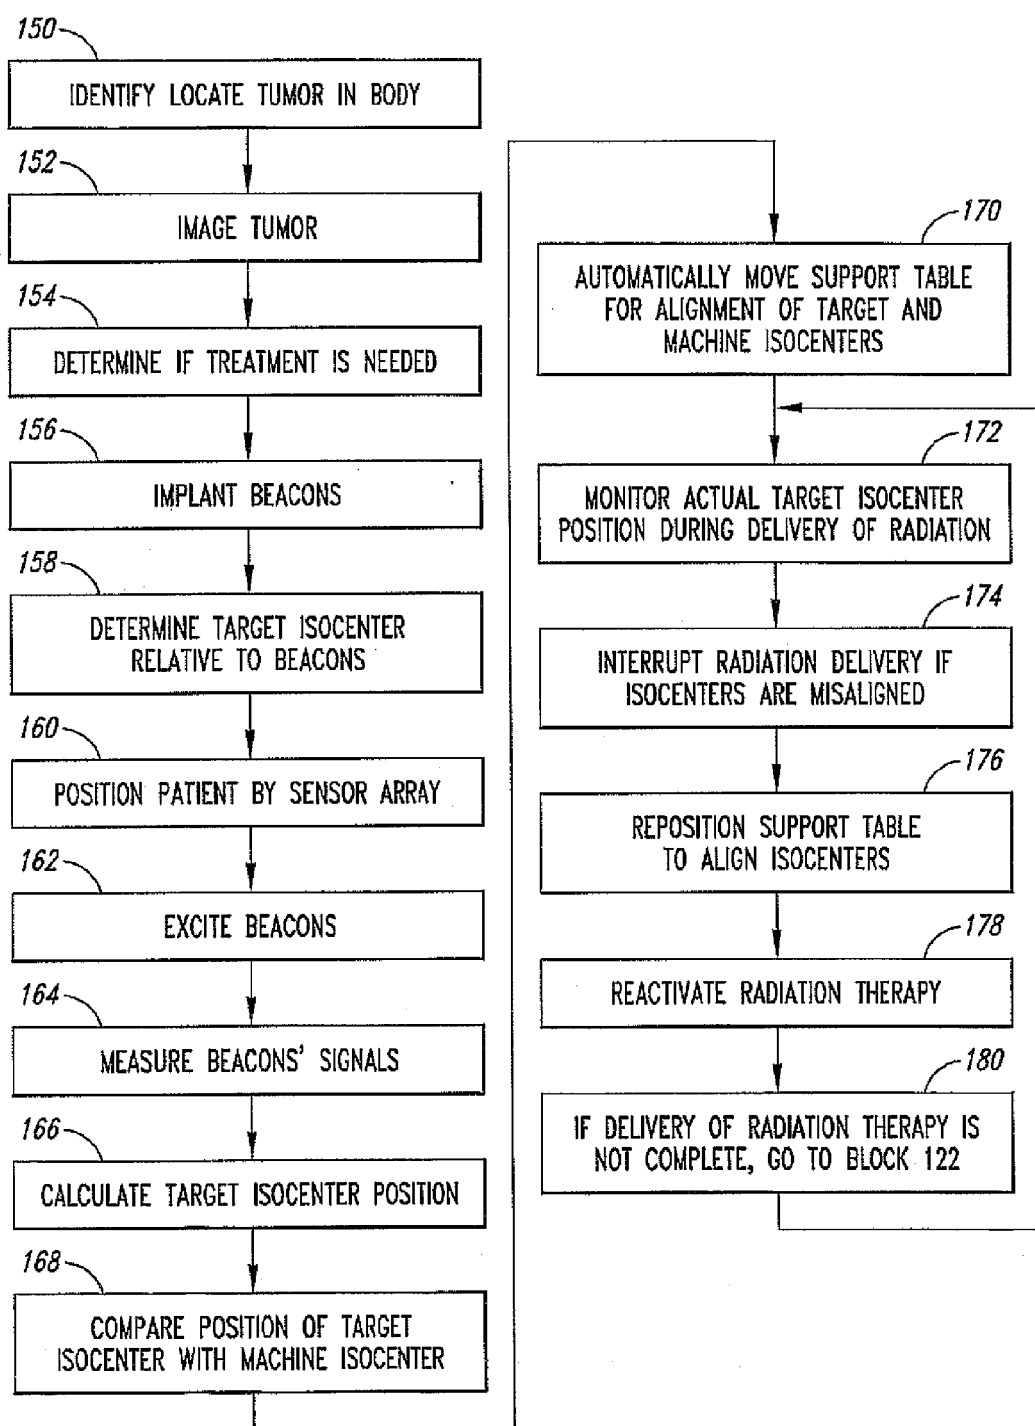 150
IDENTIFY LOCATE TUMOR IN BODY
152
IMAGE TUMOR
154
DETERMINE IF TREATMENT IS NEEDED
156
IMPLANT BEACONS
158
DETERMINE TARGET ISOCENTER
RELATIVE TO BEACONS
160
POSITION PATIENT BY SENSOR ARRAY
162
EXCITE BEACONS
164
MEASURE BEACONS' SIGNALS
166
CALCULATE TARGET ISOCENTER POSITION
168
COMPARE POSITION OF TARGET
ISOCENTER WITH MACHINE ISOCENTER
170
AUTOMATICALLY MOVE SUPPORT TABLE
FOR ALIGNMENT OF TARGET AND
MACHINE ISOCENTERS
172
MONITOR ACTUAL TARGET ISOCENTER
POSITION DURING DELIVERY OF RADIATION
174
INTERRUPT RADIATION DELIVERY IF
ISOCENTERS ARE MISALIGNED
176
REPOSITION SUPPORT TABLE
TO ALIGN ISOCENTERS
178
REACTIVATE RADIATION THERAPY
180
IF DELIVERY OF RADIATION THERAPY IS
NOT COMPLETE, GO TO BLOCK 122